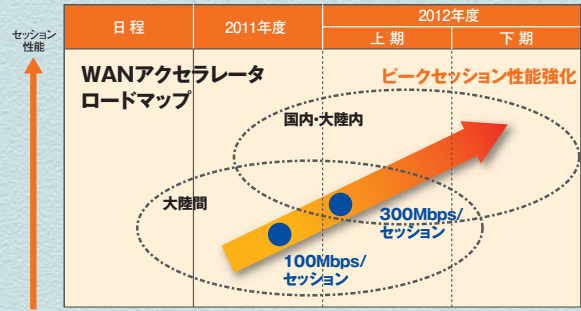 セッション
性能
日 程
2011年度
2012年度
上 期
下 期
WANアクセラレータ
ロードマップ
ピークセッション性能強化
国内・大陸内
大陸間
300Mbps/
セッション
100Mbps/
セッション